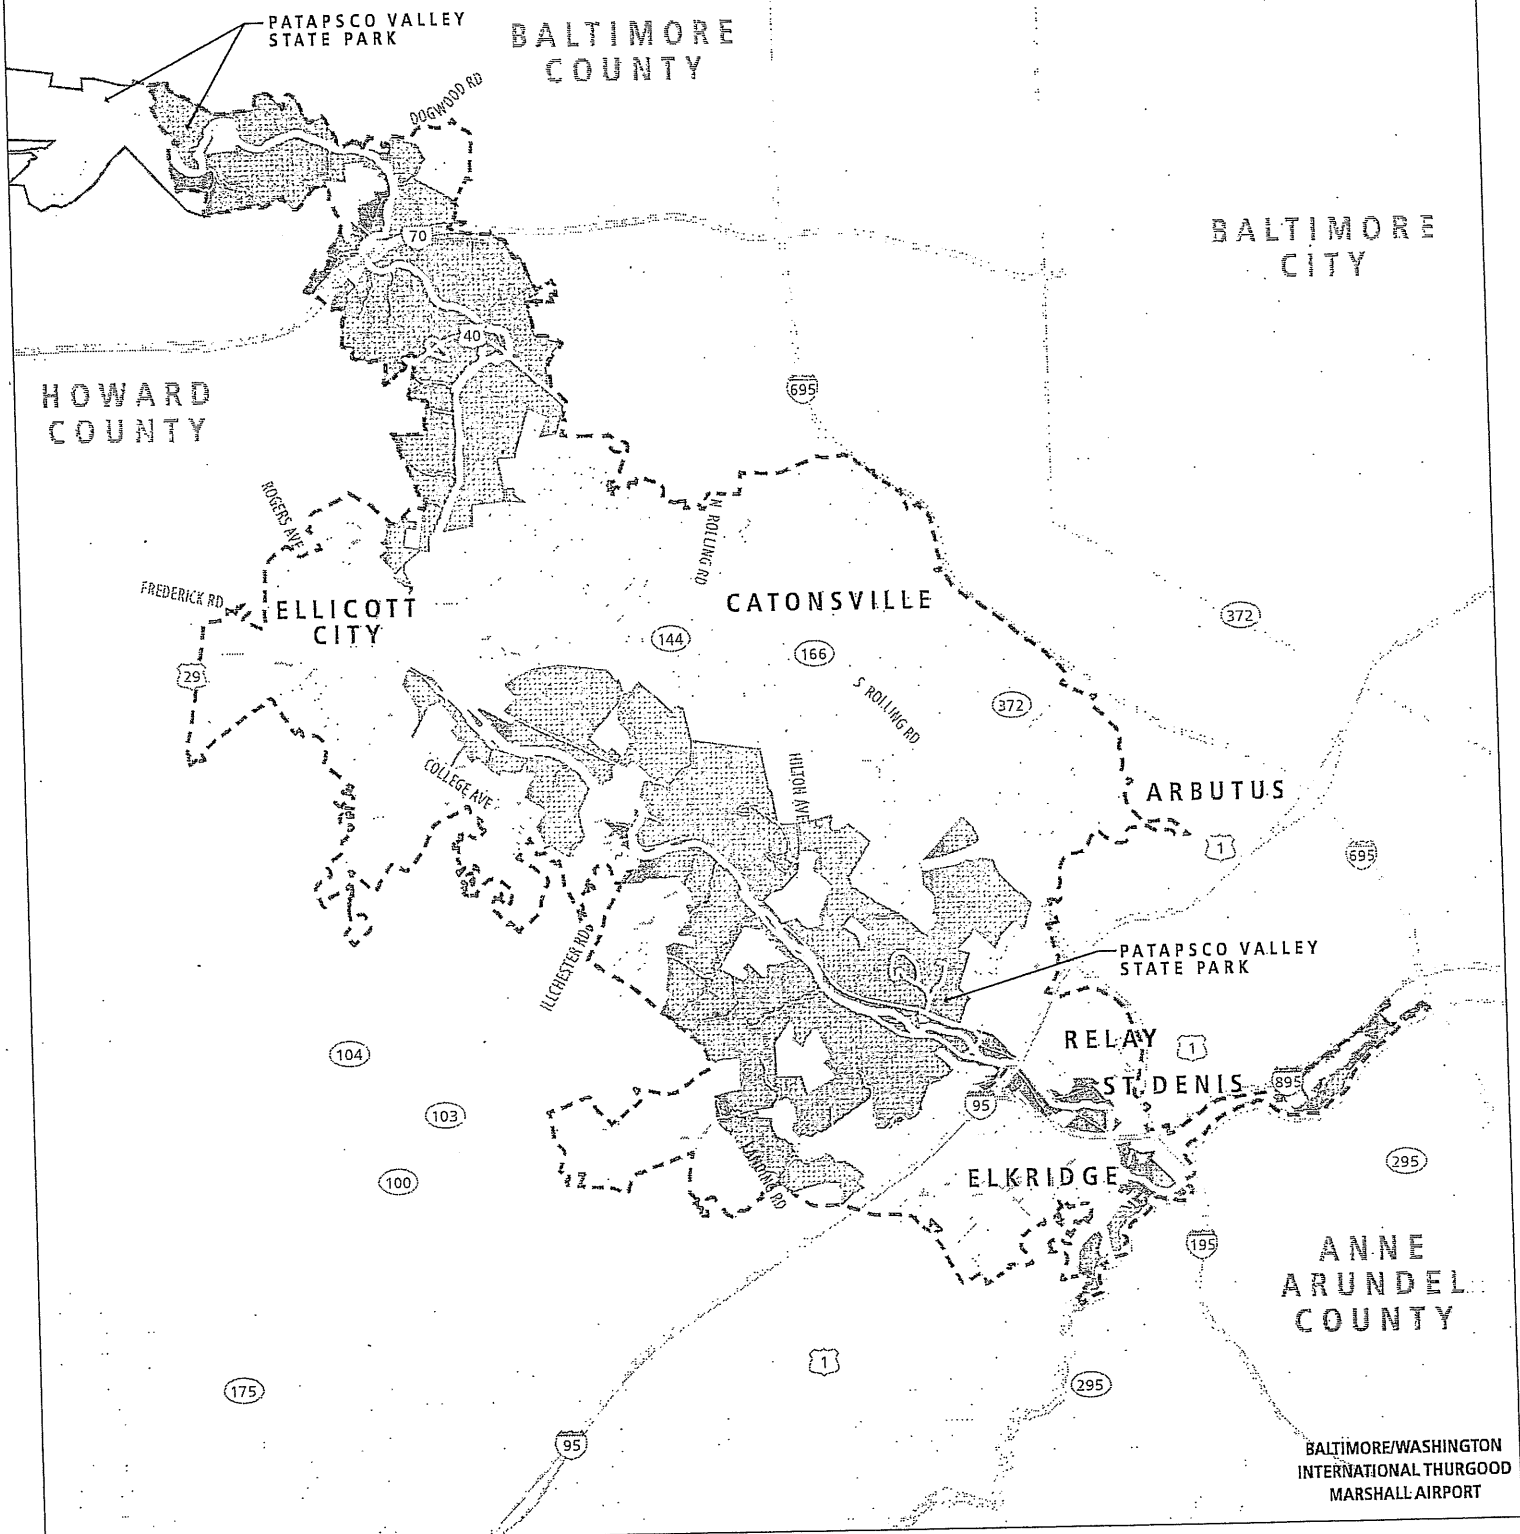 PATAPSCO VALLEY
STATE PARK
BALTIMORE
COUNTY
DOGWOOD RD
BALTIMORE
CITY
70
40
HOWARD
COUNTY
695
ROGERS AVE
N ROLLING RD
FREDERICK RD
ELLICOTT
CITY
CATONSVILLE
372
144
166
29
S ROLLING RD
372
COLLEGE AVE
HILTON AVE
ARBUTUS
1
695
ILLCHESTER RD
PATAPSCO VALLEY
STATE PARK
RELAY
1
104
ST. DENIS
895
95
103
LANDING RD
295
100
ELKRIDGE
195
ANNE
ARUNDEL
COUNTY
1
175
295
95
BALTIMORE/WASHINGTON
INTERNATIONAL THURGOOD
MARSHALL AIRPORT